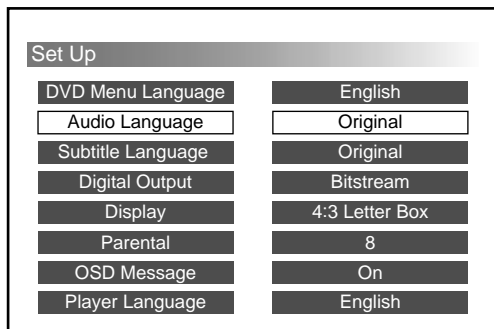 Set Up
DVD Menu Language English
Audio Language Original
Subtitle Language Original
Digital Output Bitstream
Display 4:3 Letter Box
Parental 8
OSD Message On
Player Language English